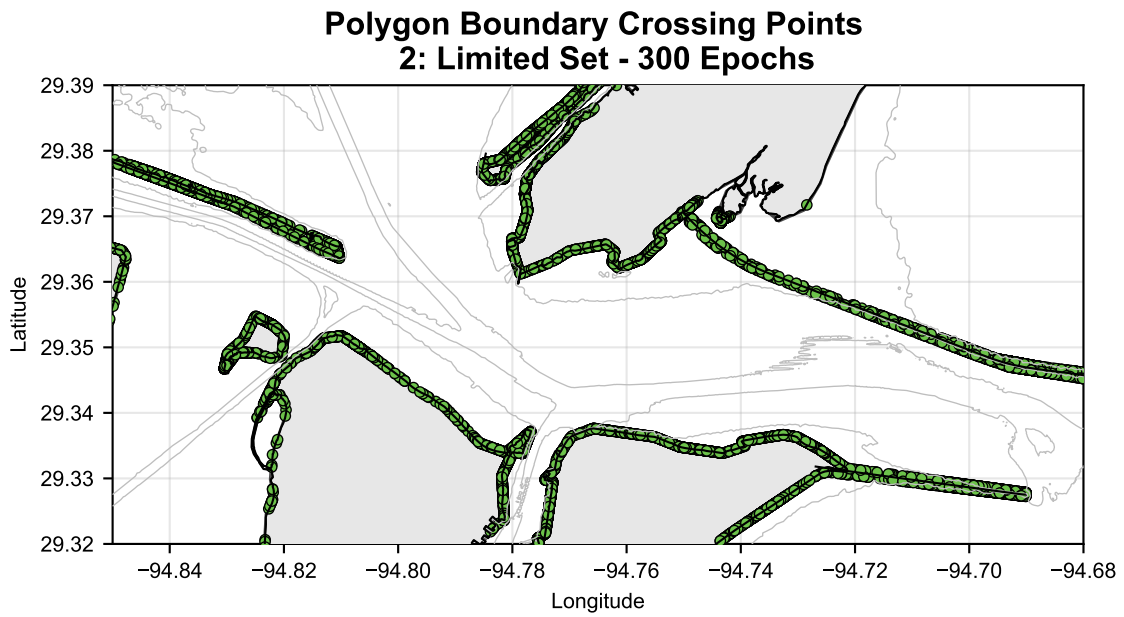 Polygon Boundary Crossing Points
2: Limited Set - 300 Epochs
29.39
29.38
29.37
29.36
29.35
29.34
29.33
29.32
Latitude
−94.84 −94.82 −94.80 −94.78 −94.76 −94.74 −94.72 −94.70 −94.68
Longitude